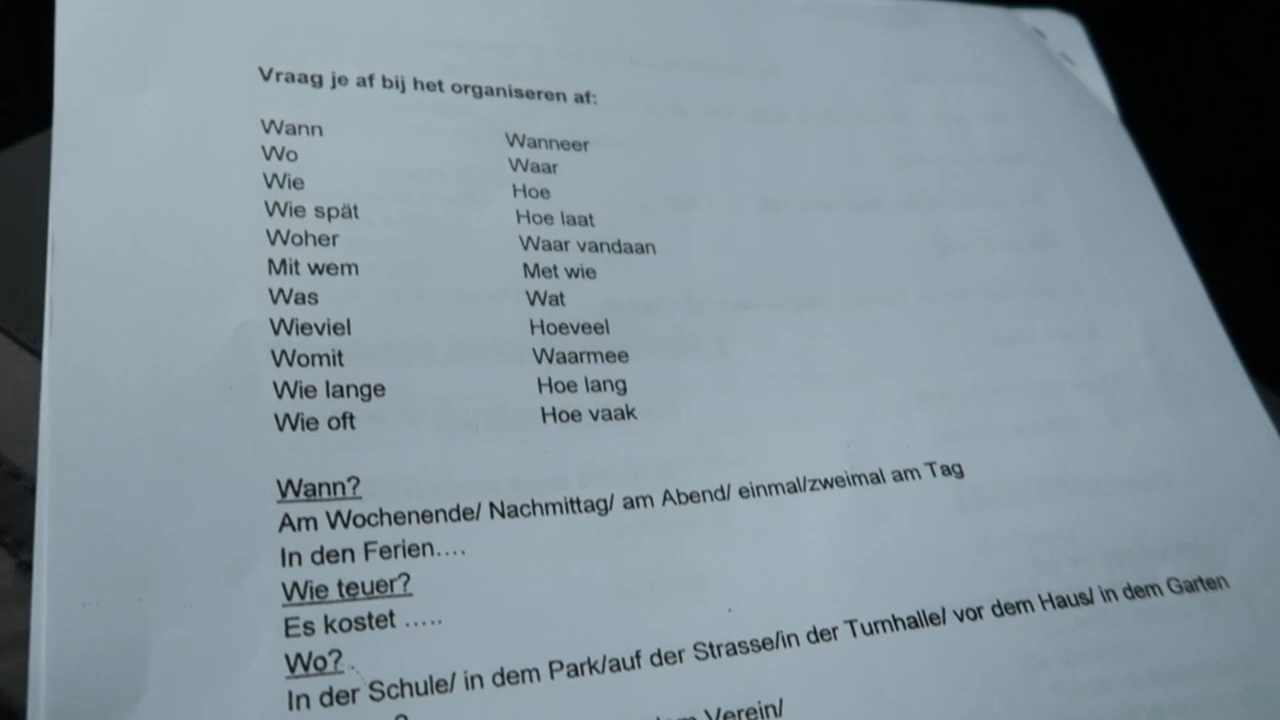 Vraag je af bij het organiseren af:
Wann Wanneer
Wo Waar
Wie Hoe
Wie spät Hoe laat
Woher Waar vandaan
Mit wem Met wie
Was Wat
Wieviel Hoeveel
Womit Waarmee
Wie lange Hoe lang
Wie oft Hoe vaak
Wann?
Am Wochenende/ Nachmittag/ am Abend/ einmal/zweimal am Tag
In den Ferien....
Wie teuer?
Es kostet .....
Wo?
In der Schule/ in dem Park/auf der Strasse/in der Turnhalle/ vor dem Haus/ in dem Garten
Verein/